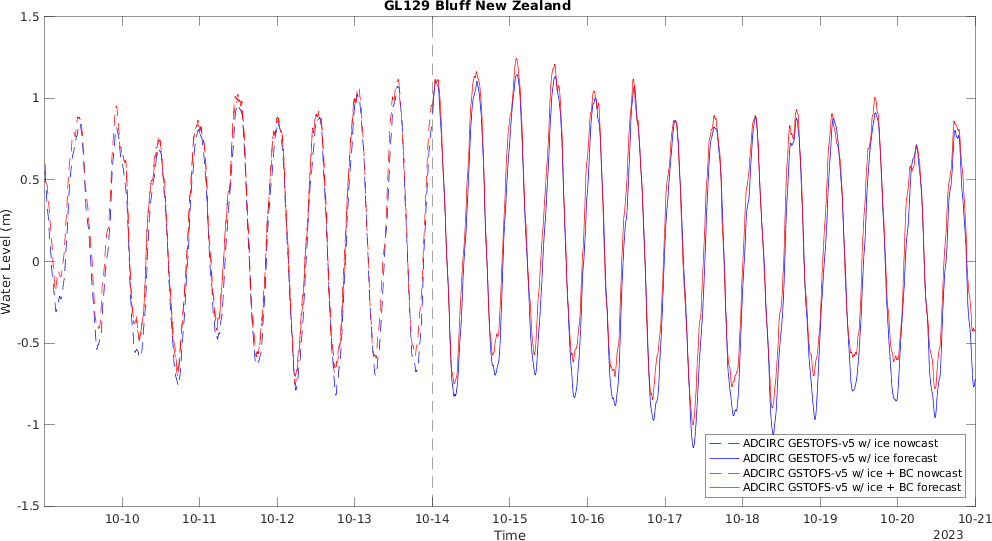 GL129 Bluff New Zealand
1.5
1
0.5
0
-0.5
-1
-1.5
Water Level (m)
ADCIRC GESTOFS-v5 w/ ice nowcast
ADCIRC GESTOFS-v5 w/ ice forecast
ADCIRC GSTOFS-v5 w/ ice + BC nowcast
ADCIRC GSTOFS-v5 w/ ice + BC forecast
10-10 10-11 10-12 10-13 10-14 10-15 10-16 10-17 10-18 10-19 10-20 10-21
Time
2023